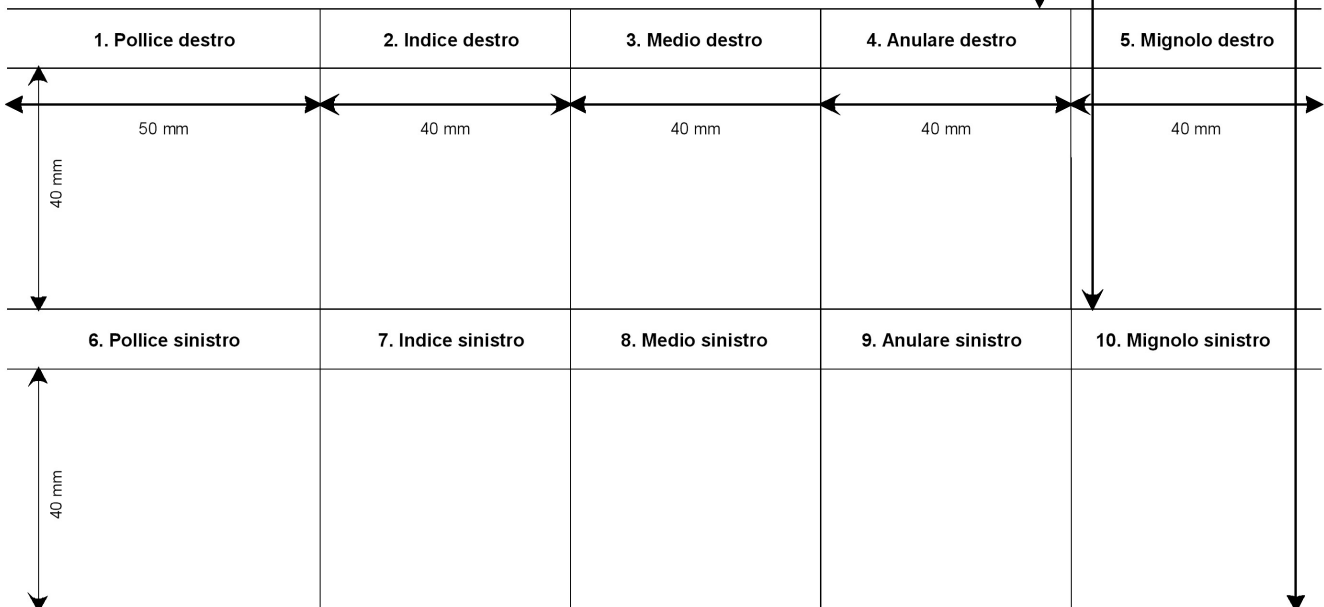 1. Pollice destro 2. Indice destro 3. Medio destro 4. Anulare destro 5. Mignolo destro
50 mm 40 mm 40 mm 40 mm 40 mm
40 mm
6. Pollice sinistro 7. Indice sinistro 8. Medio sinistro 9. Anulare sinistro 10. Mignolo sinistro
40 mm